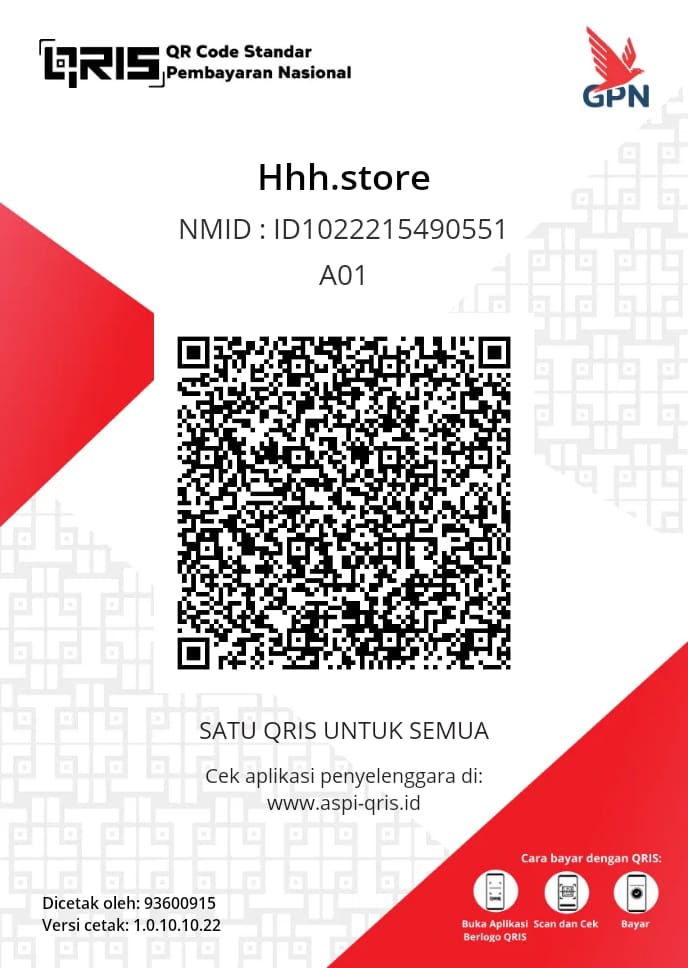 QRIS QR Code Standar
Pembayaran Nasional
GPN
Hhh.store
NMID : ID1022215490551
A01
SATU QRIS UNTUK SEMUA
Cek aplikasi penyelenggara di:
www.aspi-qris.id
Cara bayar dengan QRIS:
Buka Aplikasi
Berlogo QRIS
Scan dan Cek
Bayar
Dicetak oleh: 93600915
Versi cetak: 1.0.10.10.22